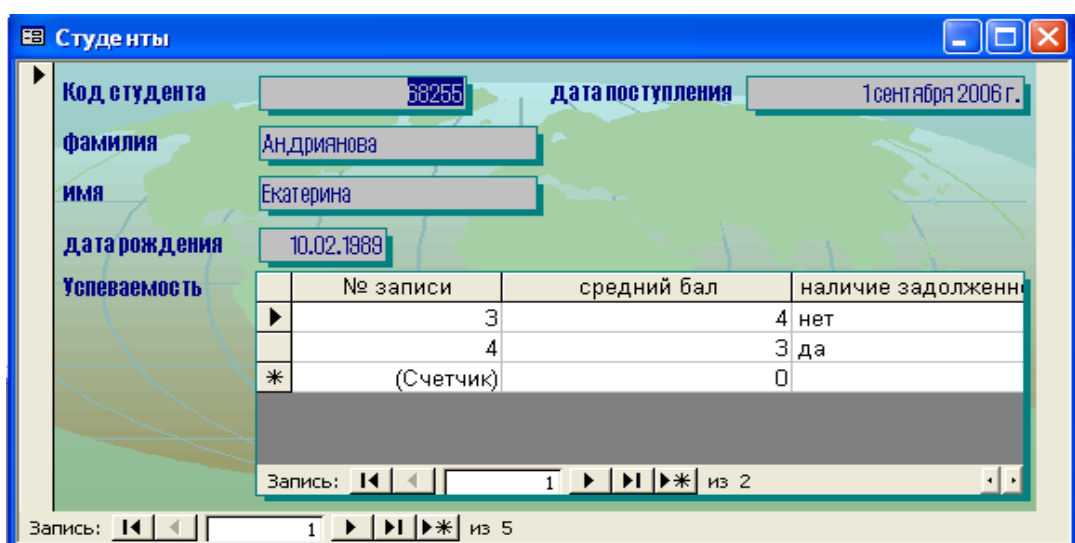 Студенты
Код студента 68255 дата поступления 1 сентября 2006 г.
фамилия Андриянова
имя Екатерина
дата рождения 10.02.1989
Успеваемость № записи средний бал наличие задолженно
3 4 нет
4 3 да
(Счетчик) 0
Запись: 1 из 2
Запись: 1 из 5